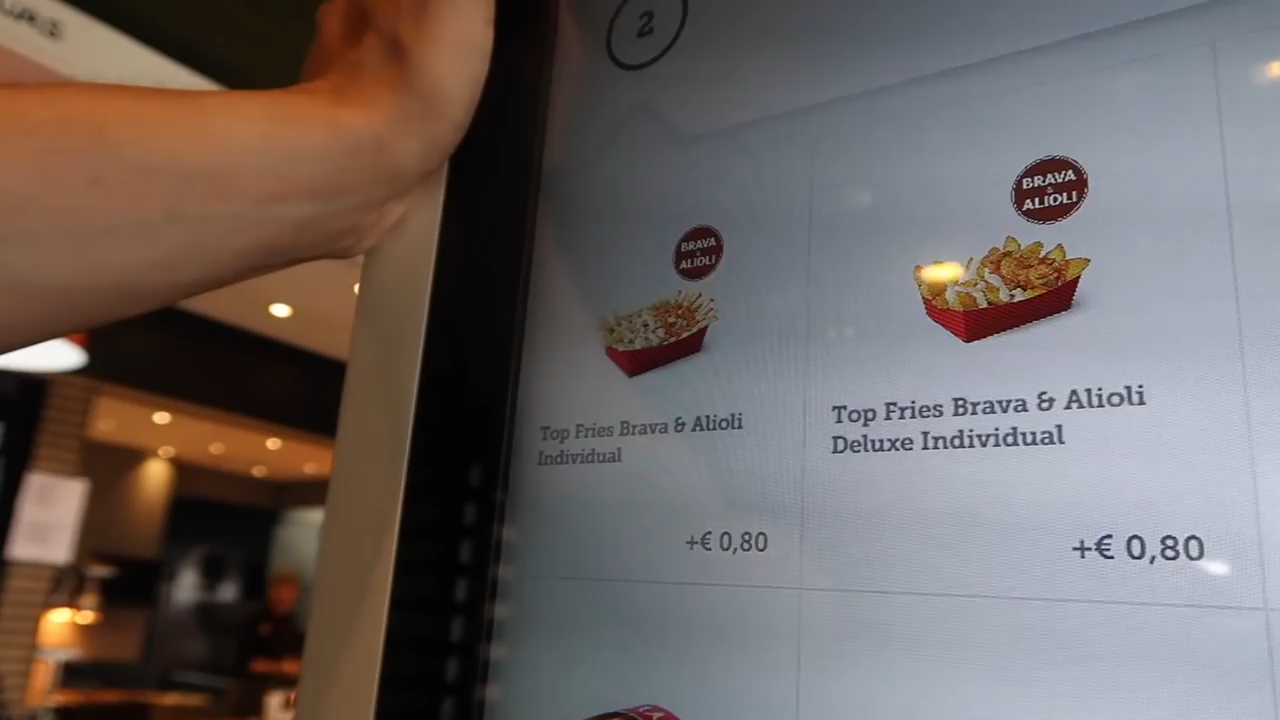 2
BRAVA
&
ALIOLI
Top Fries Brava & Alioli
Individual
+€ 0,80
BRAVA
&
ALIOLI
Top Fries Brava & Alioli
Deluxe Individual
+€ 0,80